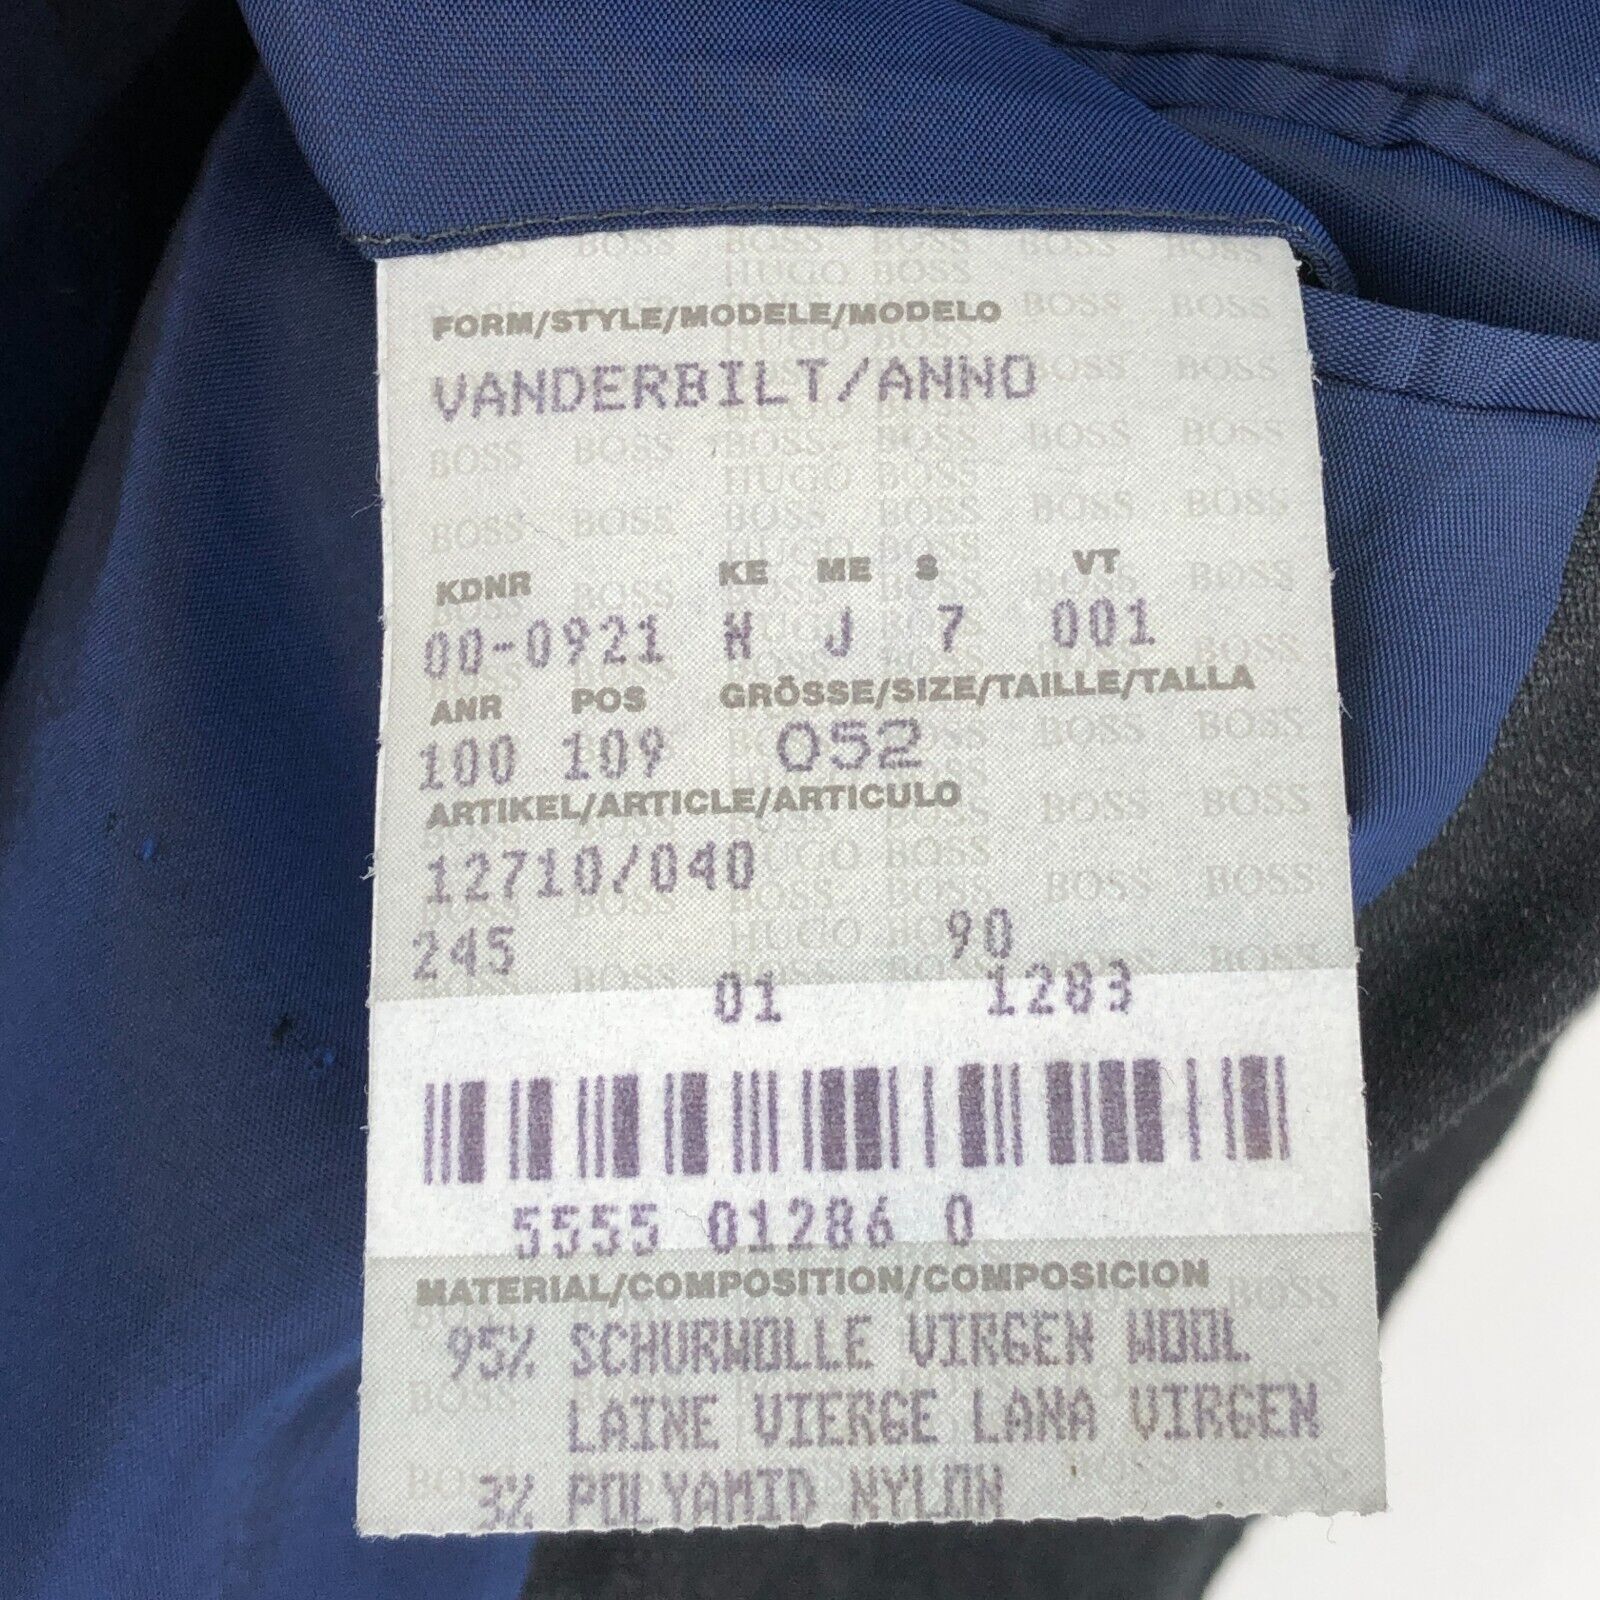 FORM/STYLE/MODELE/MODELO
VANDERBILT/ANNO
KDNR KE ME S VT
00-0921 H J 7 001
ANR POS GRÖSSE/SIZE/TAILLE/TALLA
100 109 052
ARTIKEL/ARTICLE/ARTICULO
12710/040
245 90
01 1283
5555 01286 0
MATERIAL/COMPOSITION/COMPOSICION
95% SCHURWOLLE VIRGEN WOOL
LAINE VIERGE LANA VIRGEN
3% POLYAMID NYLON